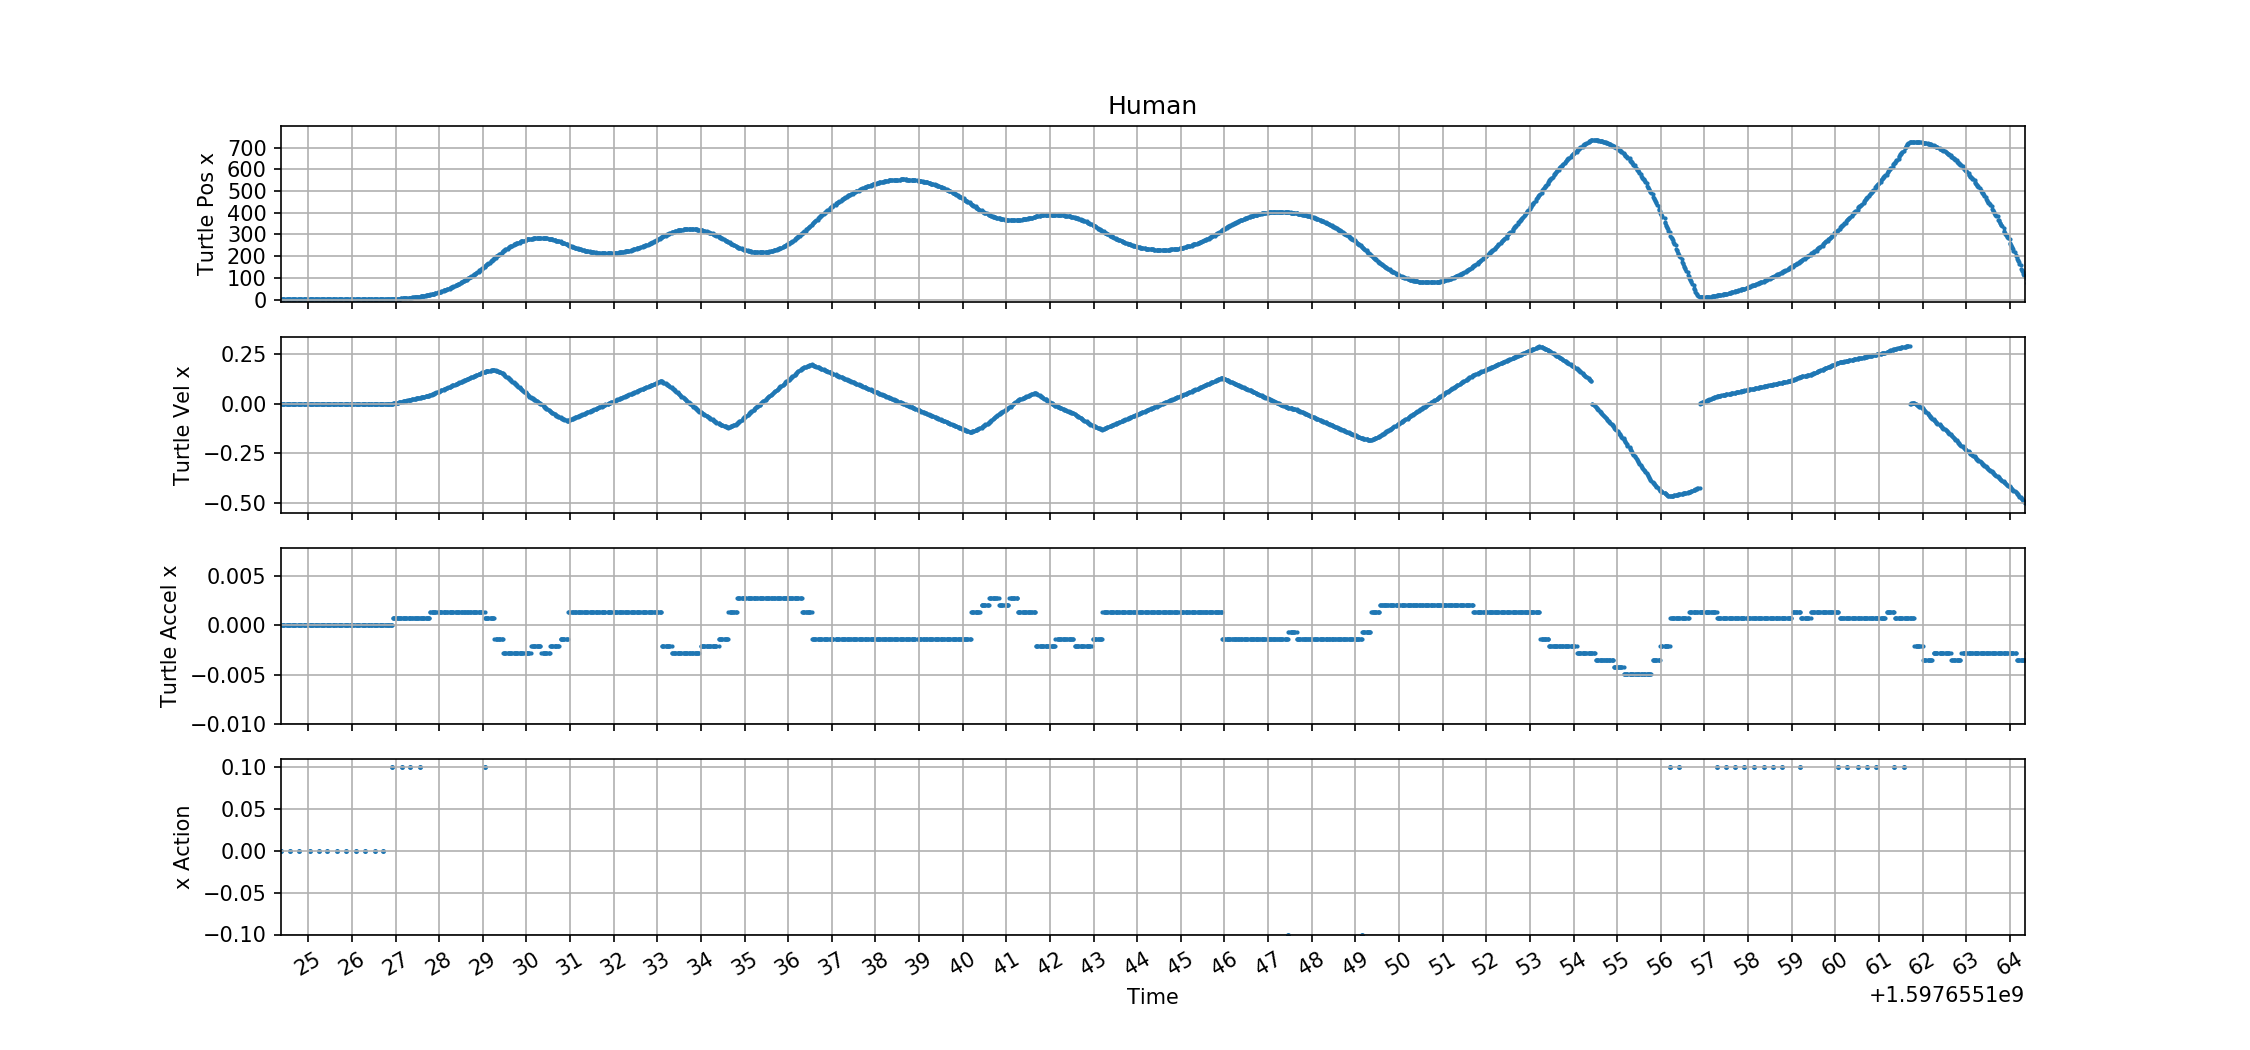 Human
Turtle Pos x
700
600
500
400
300
200
100
0
Turtle Vel x
0.25
0.00
−0.25
−0.50
Turtle Accel x
0.005
0.000
−0.005
−0.010
x Action
0.10
0.05
0.00
−0.05
−0.10
25 26 27 28 29 30 31 32 33 34 35 36 37 38 39 40 41 42 43 44 45 46 47 48 49 50 51 52 53 54 55 56 57 58 59 60 61 62 63 64
Time
+1.5976551e9